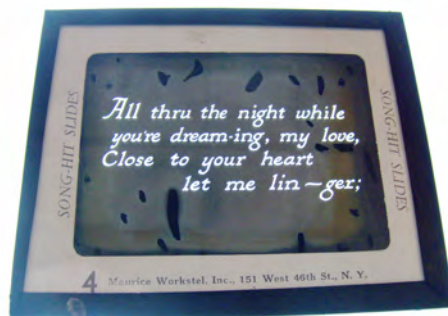 SONG-HIT SLIDES
All thru the night while
you're dream-ing, my love,
Close to your heart
let me lin—ger;
SONG-HIT SLIDES
4 Maurice Workstel, Inc., 151 West 46th St., N. Y.